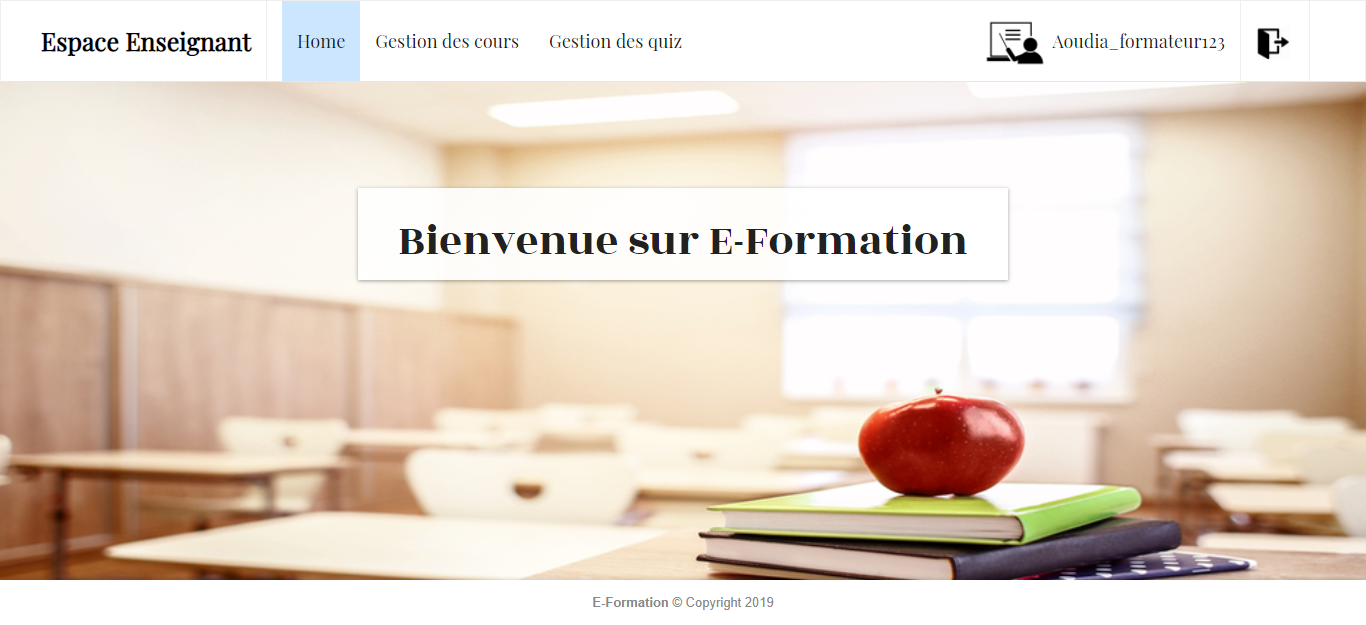 Espace Enseignant
Home
Gestion des cours
Gestion des quiz
Aoudia_formateur123
Bienvenue sur E-Formation
E-Formation © Copyright 2019